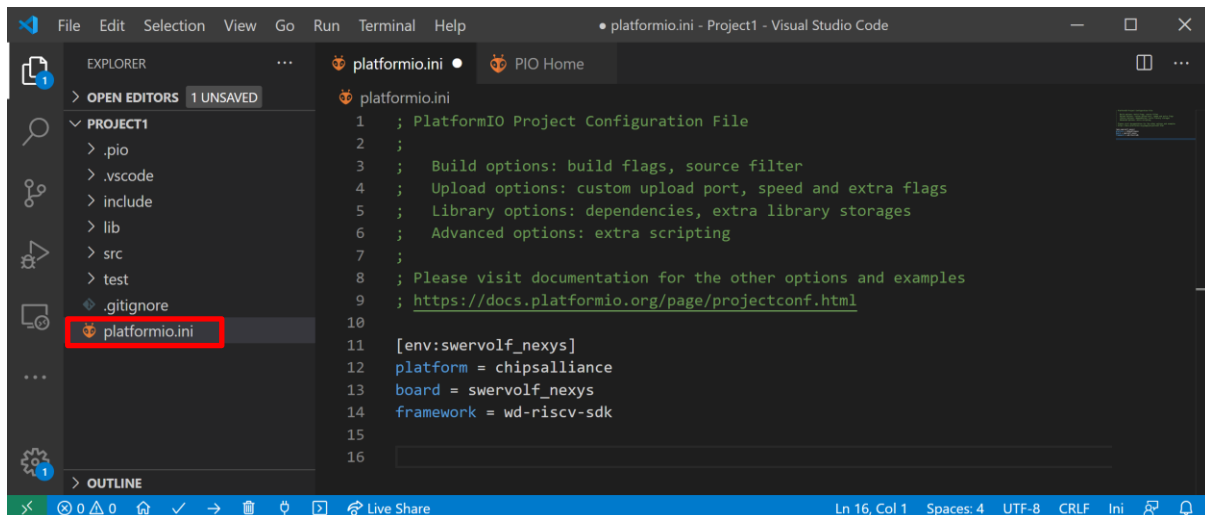 File Edit Selection View Go Run Terminal Help ● platformio.ini - Project1 - Visual Studio Code
EXPLORER ··· platformio.ini ● PIO Home ···
> OPEN EDITORS 1 UNSAVED platformio.ini
PROJECT1
> .pio
> .vscode
> include
> lib
> src
> test
.gitignore
platformio.ini
> OUTLINE
1 ; PlatformIO Project Configuration File
2 ;
3 ;   Build options: build flags, source filter
4 ;   Upload options: custom upload port, speed and extra flags
5 ;   Library options: dependencies, extra library storages
6 ;   Advanced options: extra scripting
7 ;
8 ; Please visit documentation for the other options and examples
9 ; https://docs.platformio.org/page/projectconf.html
10
11 [env:swervolf_nexys]
12 platform = chipsalliance
13 board = swervolf_nexys
14 framework = wd-riscv-sdk
15
16
1
1
0 0 Live Share Ln 16, Col 1 Spaces: 4 UTF-8 CRLF Ini